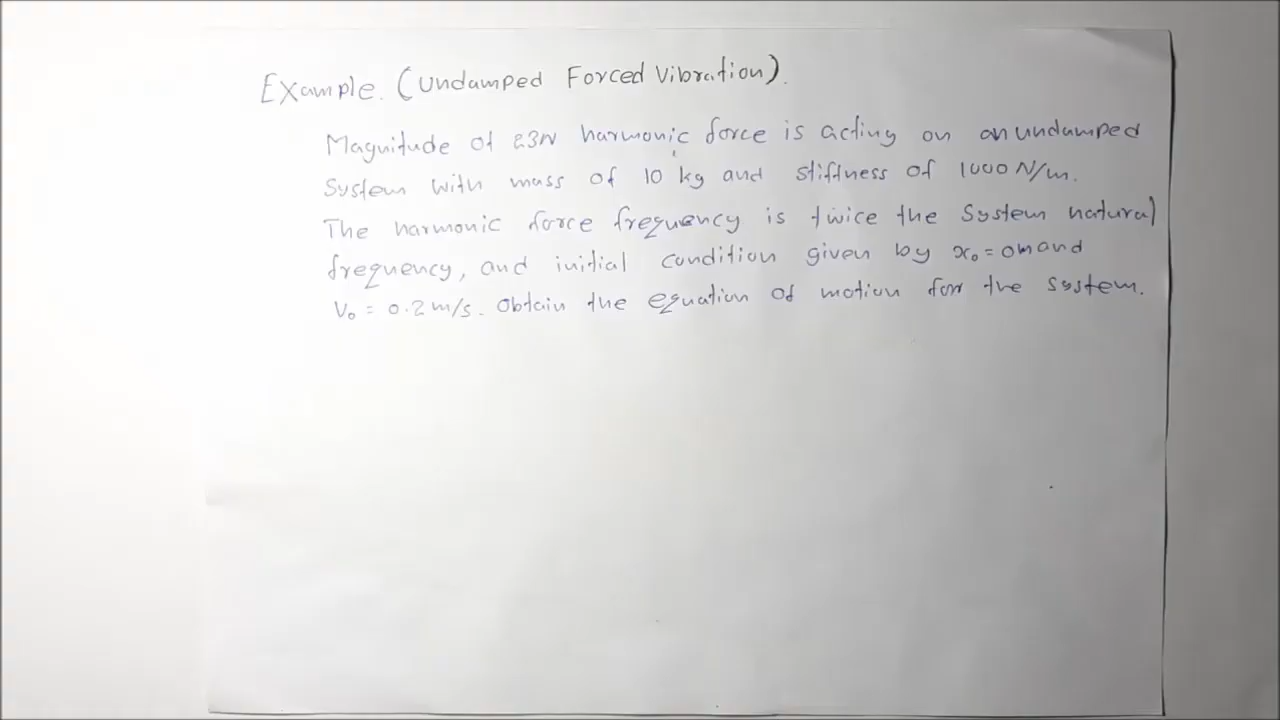 Example. (Undamped Forced Vibration).
Magnitude of 23N harmonic force is acting on an undamped
System with mass of 10 kg and stiffness of 1000 N/m.
The harmonic force frequency is twice the System natural
frequency, and initial condition given by x₀ = 0m and
V₀ = 0.2 m/s. Obtain the equation of motion for the system.